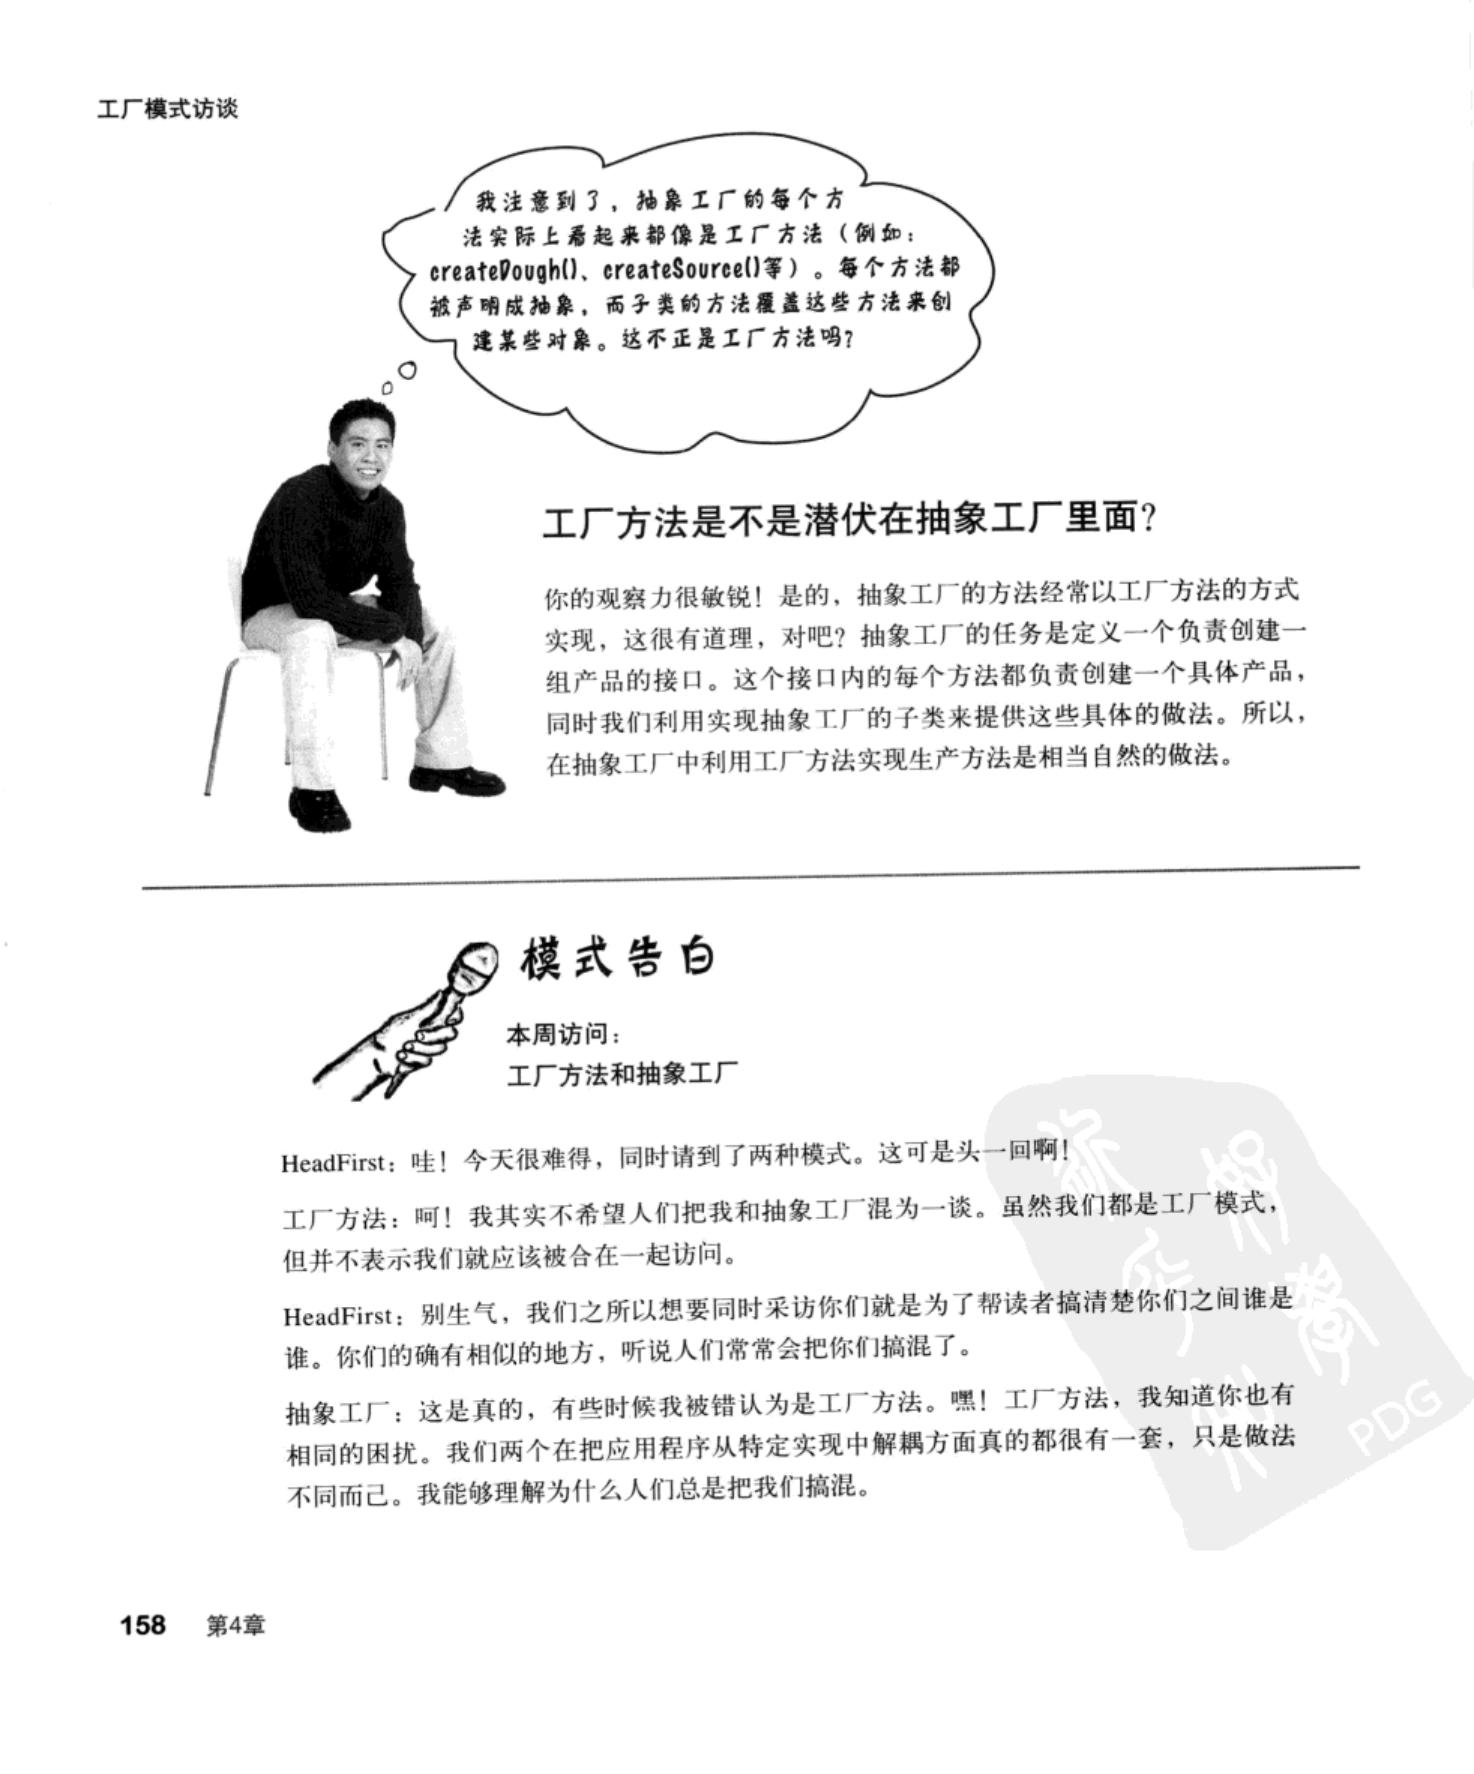 工厂模式访谈
我注意到了，抽象工厂的每个方
法实际上看起来都像是工厂方法（例如：
createDough()、createSource()等）。每个方法都
被声明成抽象，而子类的方法覆盖这些方法来创
建某些对象。这不正是工厂方法吗？
工厂方法是不是潜伏在抽象工厂里面？
你的观察力很敏锐！是的，抽象工厂的方法经常以工厂方法的方式
实现，这很有道理，对吧？抽象工厂的任务是定义一个负责创建一
组产品的接口。这个接口内的每个方法都负责创建一个具体产品，
同时我们利用实现抽象工厂的子类来提供这些具体的做法。所以，
在抽象工厂中利用工厂方法实现生产方法是相当自然的做法。
模式告白
本周访问：
工厂方法和抽象工厂
HeadFirst：哇！今天很难得，同时请到了两种模式。这可是头一回啊！
工厂方法：呵！我其实不希望人们把我和抽象工厂混为一谈。虽然我们都是工厂模式，
但并不表示我们就应该被合在一起访问。
HeadFirst：别生气，我们之所以想要同时采访你们就是为了帮读者搞清楚你们之间谁是
谁。你们的确有相似的地方，听说人们常常会把你们搞混了。
抽象工厂：这是真的，有些时候我被错认为是工厂方法。嘿！工厂方法，我知道你也有
相同的困扰。我们两个在把应用程序从特定实现中解耦方面真的都很有一套，只是做法
不同而己。我能够理解为什么人们总是把我们搞混。
PDG
158 第4章